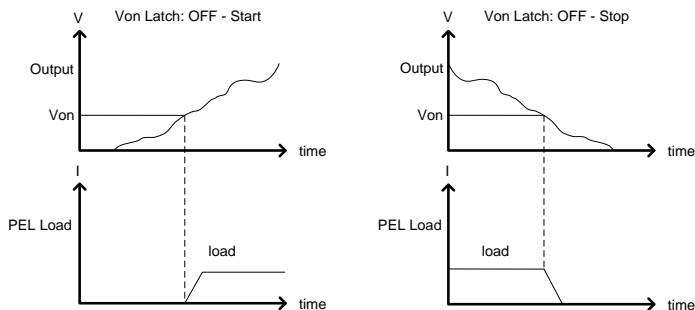 V
Von Latch: OFF - Start
Output
Von
time
I
PEL Load
load
time
V
Von Latch: OFF - Stop
Output
Von
time
I
PEL Load
load
time